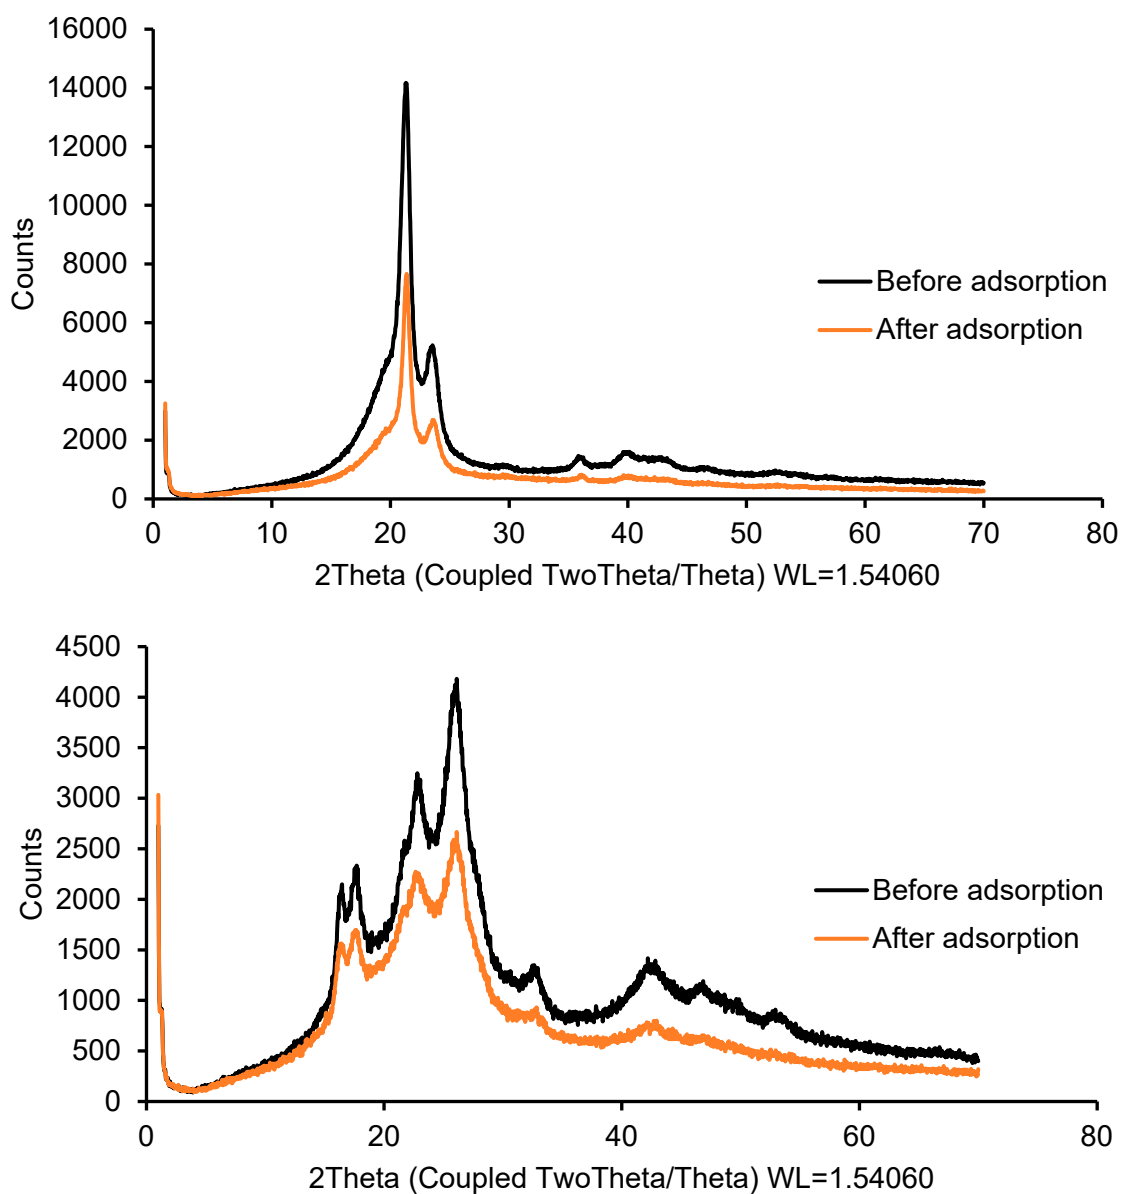 16000
14000
12000
10000
8000
6000
4000
2000
0
Counts
Before adsorption
After adsorption
0 10 20 30 40 50 60 70 80
2Theta (Coupled TwoTheta/Theta) WL=1.54060
4500
4000
3500
3000
2500
2000
1500
1000
500
0
Counts
Before adsorption
After adsorption
0 20 40 60 80
2Theta (Coupled TwoTheta/Theta) WL=1.54060